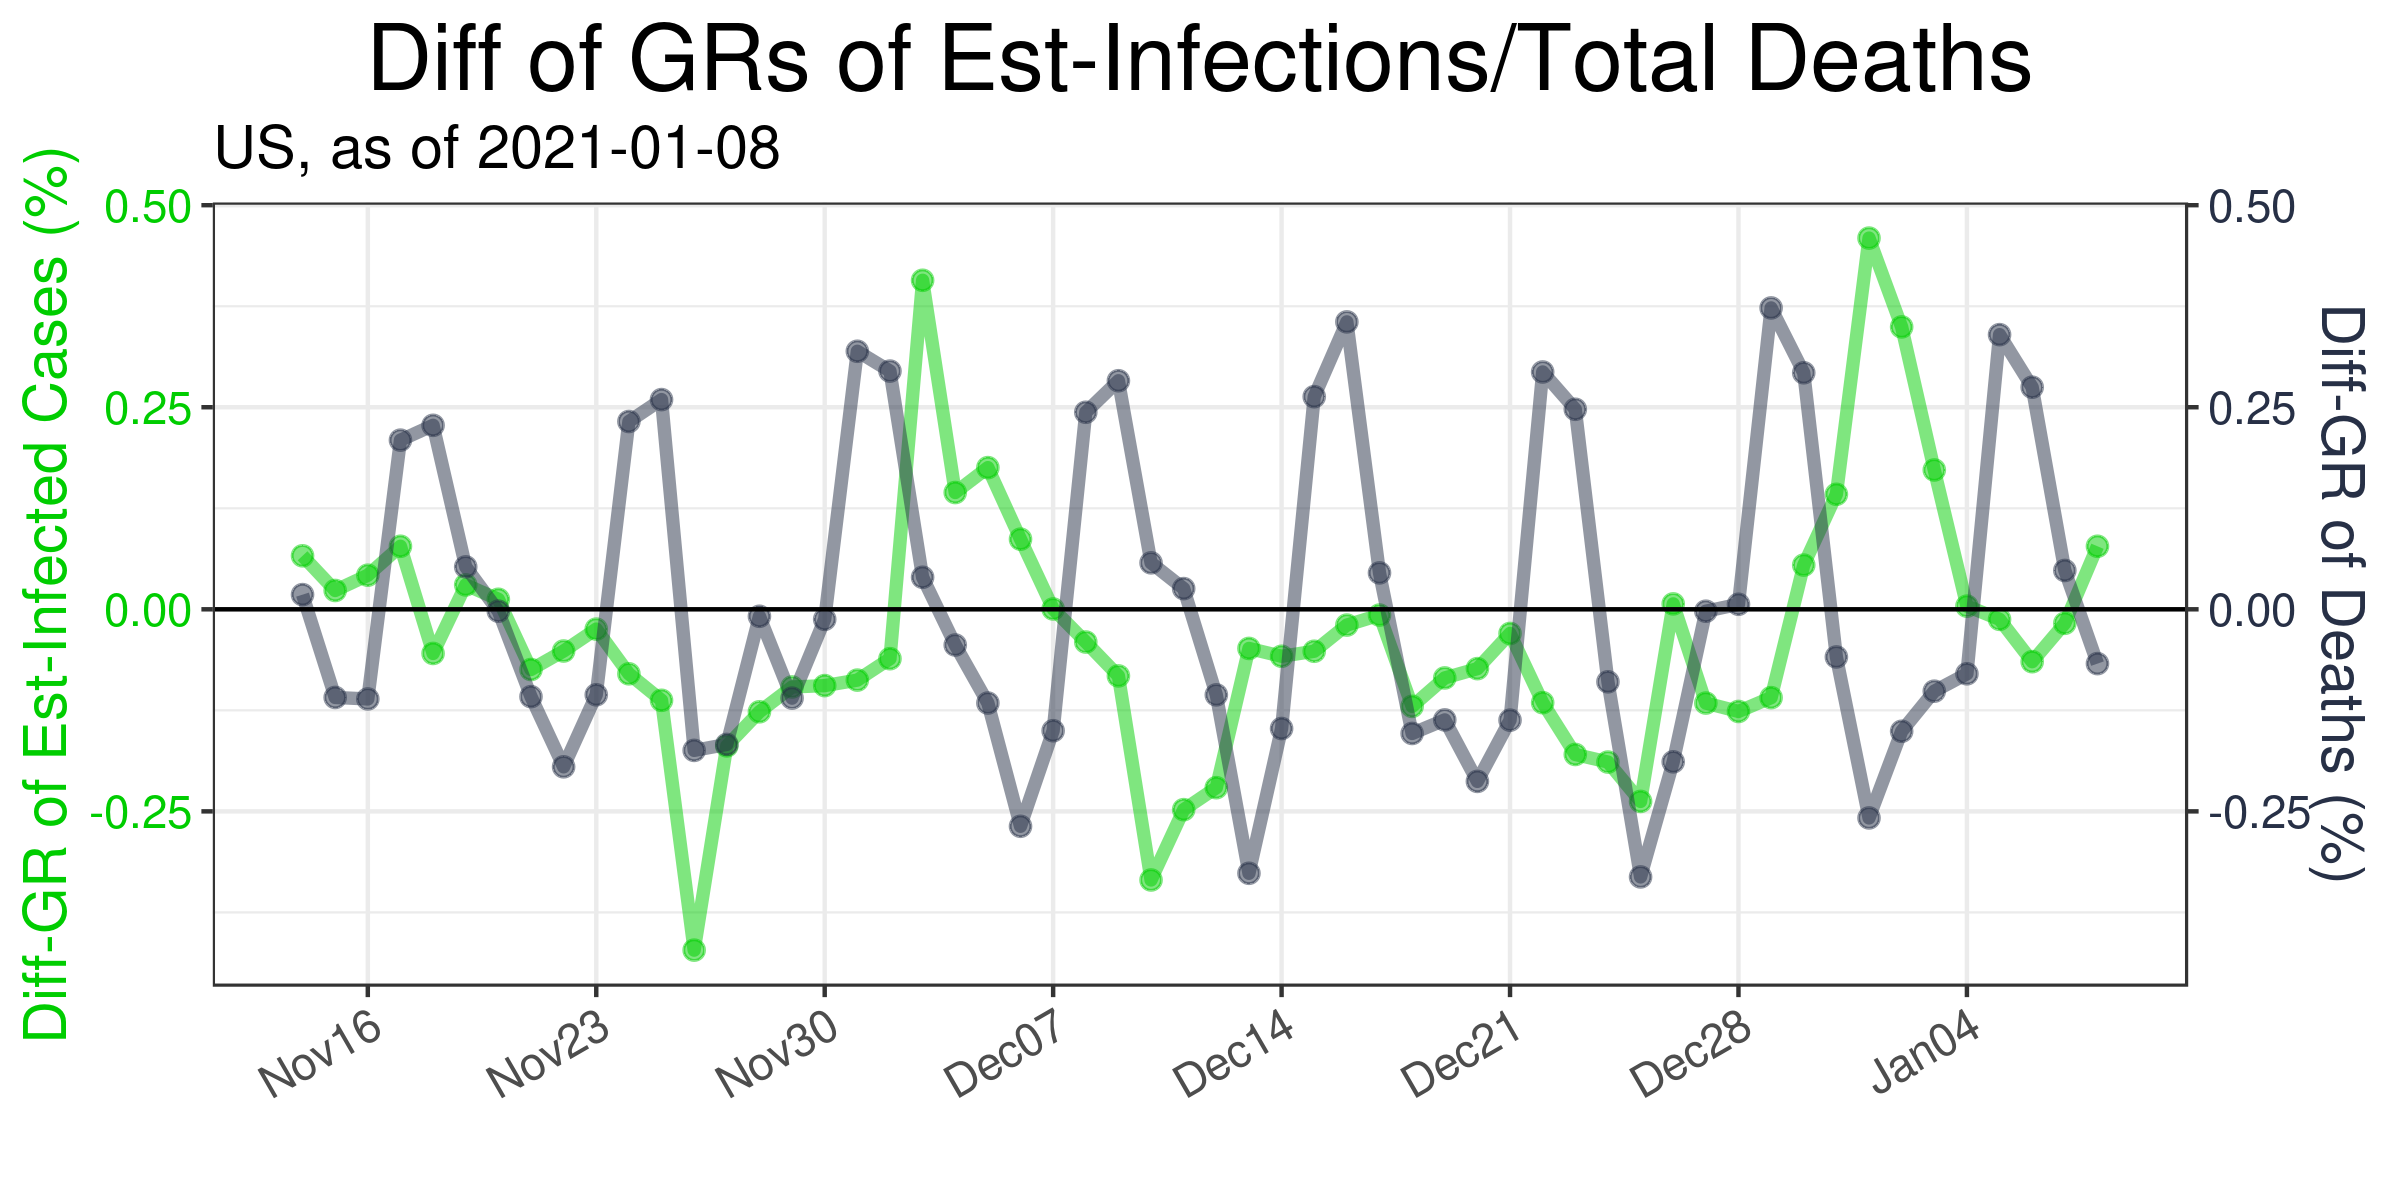 Diff of GRs of Est-Infections/Total Deaths
US, as of 2021-01-08
Diff-GR of Est-Infected Cases (%)
0.50
0.25
0.00
-0.25
0.50
0.25
0.00
-0.25
Diff-GR of Deaths (%)
Nov16
Nov23
Nov30
Dec07
Dec14
Dec21
Dec28
Jan04